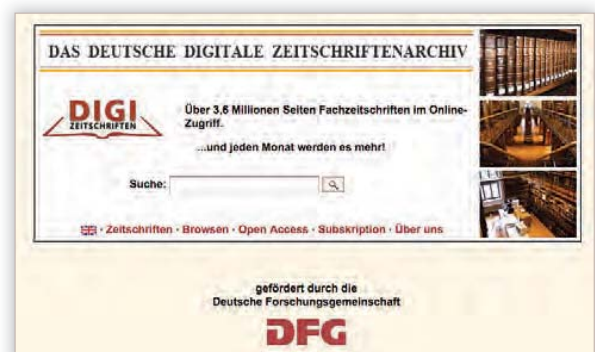 DAS DEUTSCHE DIGITALE ZEITSCHRIFTENARCHIV
DIGI
ZEITSCHRIFTEN
Über 3,6 Millionen Seiten Fachzeitschriften im Online-
Zugriff.
...und jeden Monat werden es mehr!
Suche:
· Zeitschriften · Browsen · Open Access · Subskription · Über uns
gefördert durch die
Deutsche Forschungsgemeinschaft
DFG